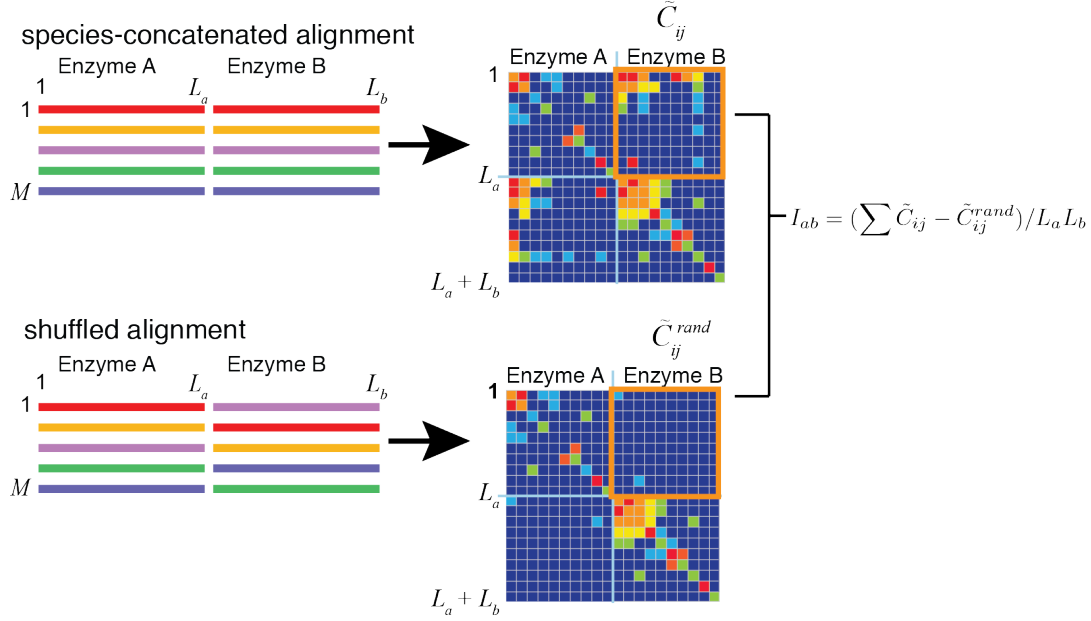 species-concatenated alignment
Enzyme A Enzyme B
1 L_a L_b
1
M
C̃_ij
Enzyme A Enzyme B
1
L_a
L_a + L_b
I_ab = (∑ C̃_ij − C̃_ij^rand)/L_a L_b
shuffled alignment
Enzyme A Enzyme B
1 L_a L_b
1
M
C̃_ij^rand
Enzyme A Enzyme B
1
L_a
L_a + L_b